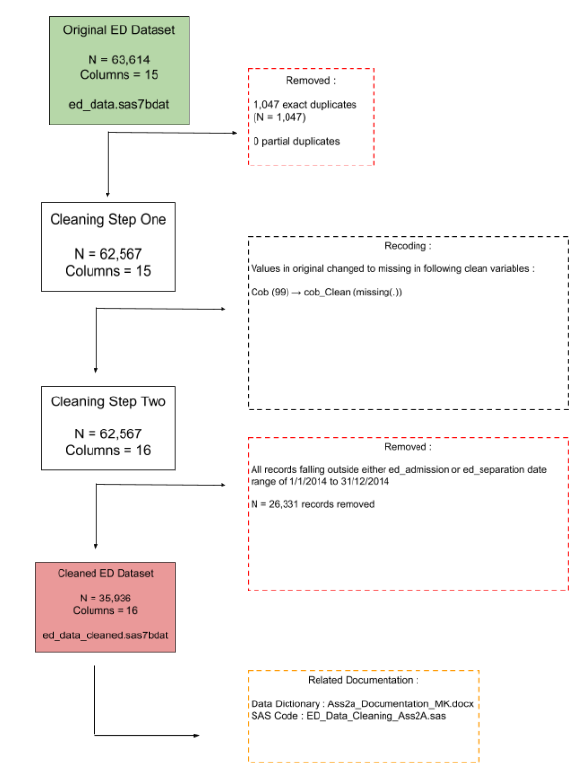 Original ED Dataset
N = 63,614
Columns = 15
ed_data.sas7bdat
Removed :
1,047 exact duplicates
(N = 1,047)
0 partial duplicates
Cleaning Step One
N = 62,567
Columns = 15
Recoding :
Values in original changed to missing in following clean variables :
Cob (99) → cob_Clean (missing(.))
Cleaning Step Two
N = 62,567
Columns = 16
Removed :
All records falling outside either ed_admission or ed_separation date
range of 1/1/2014 to 31/12/2014
N = 26,331 records removed
Cleaned ED Dataset
N = 35,936
Columns = 16
ed_data_cleaned.sas7bdat
Related Documentation :
Data Dictionary : Ass2a_Documentation_MK.docx
SAS Code : ED_Data_Cleaning_Ass2A.sas